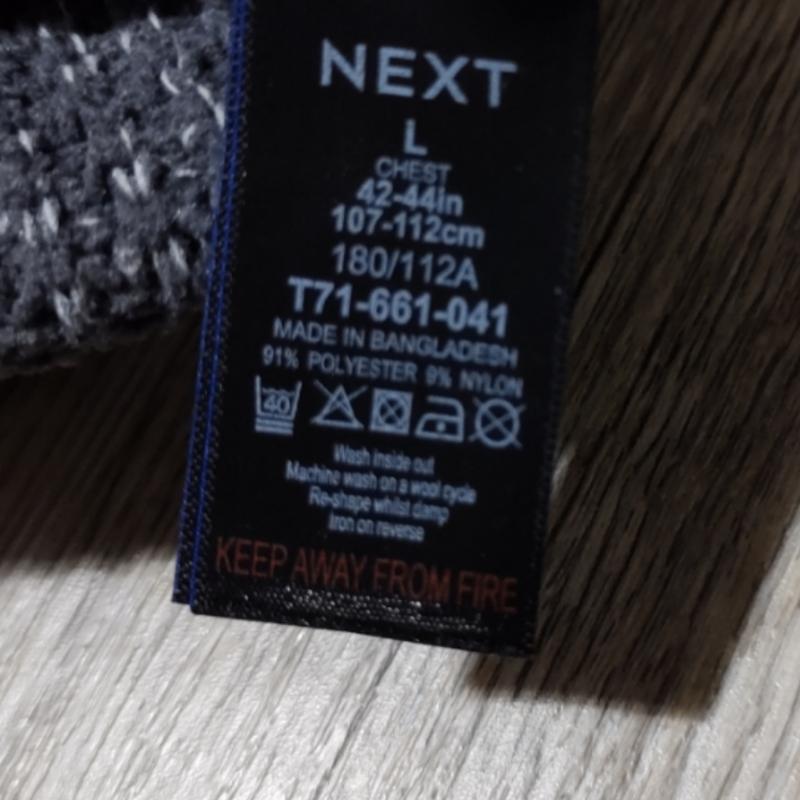 NEXT
L
CHEST
42-44in
107-112cm
180/112A
T71-661-041
MADE IN BANGLADESH
91% POLYESTER 9% NYLON
40
Wash inside out
Machine wash on a wool cycle
Re-shape whilst damp
Iron on reverse
KEEP AWAY FROM FIRE